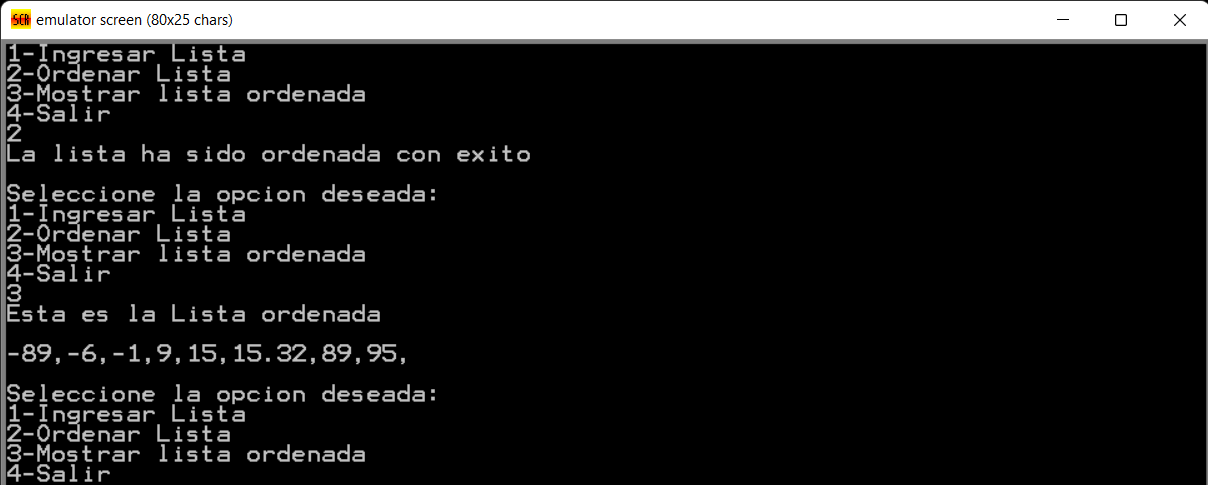 SCR emulator screen (80x25 chars)
1-Ingresar Lista
2-Ordenar Lista
3-Mostrar lista ordenada
4-Salir
2
La lista ha sido ordenada con exito
Seleccione la opcion deseada:
1-Ingresar Lista
2-Ordenar Lista
3-Mostrar lista ordenada
4-Salir
3
Esta es la Lista ordenada
-89,-6,-1,9,15,15.32,89,95,
Seleccione la opcion deseada:
1-Ingresar Lista
2-Ordenar Lista
3-Mostrar lista ordenada
4-Salir